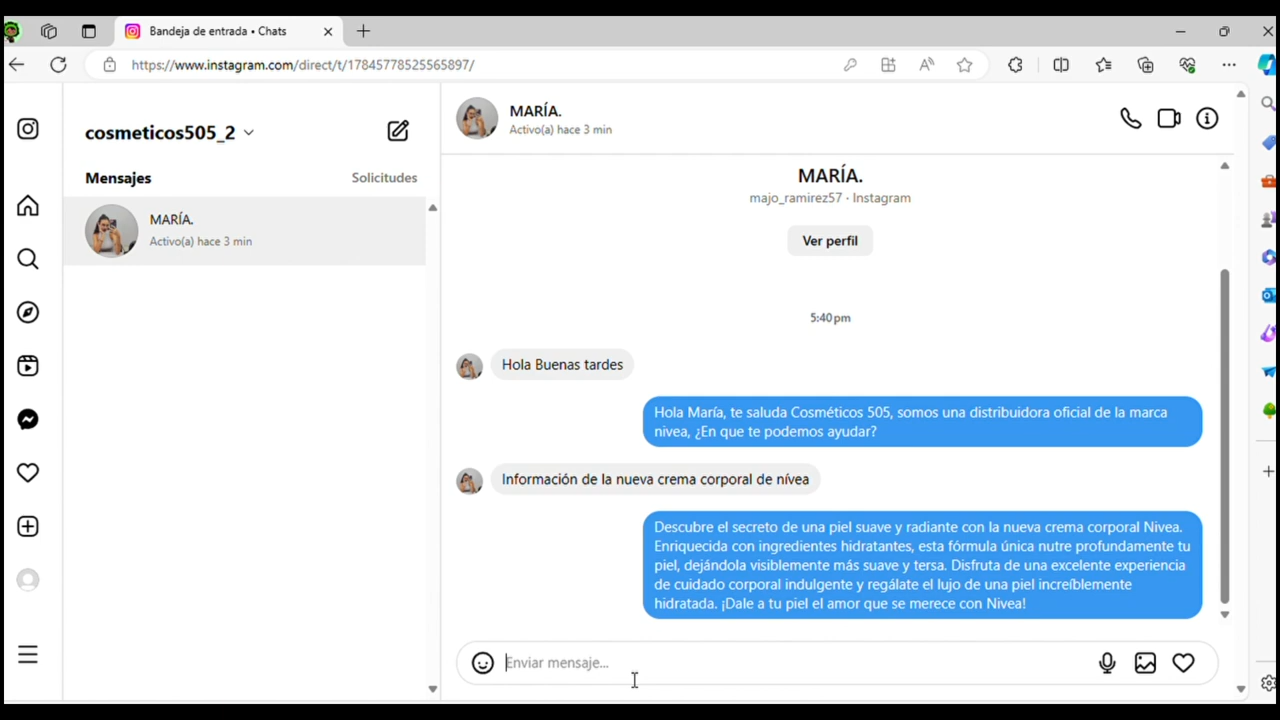 Bandeja de entrada • Chats
https://www.instagram.com/direct/t/17845778525565897/
cosmeticos505_2
Mensajes
Solicitudes
MARÍA.
Activo(a) hace 3 min
MARÍA.
Activo(a) hace 3 min
MARÍA.
majo_ramirez57 · Instagram
Ver perfil
5:40 pm
Hola Buenas tardes
Hola María, te saluda Cosméticos 505, somos una distribuidora oficial de la marca
nivea, ¿En que te podemos ayudar?
Información de la nueva crema corporal de nívea
Descubre el secreto de una piel suave y radiante con la nueva crema corporal Nivea.
Enriquecida con ingredientes hidratantes, esta fórmula única nutre profundamente tu
piel, dejándola visiblemente más suave y tersa. Disfruta de una excelente experiencia
de cuidado corporal indulgente y regálate el lujo de una piel increíblemente
hidratada. ¡Dale a tu piel el amor que se merece con Nivea!
Enviar mensaje...